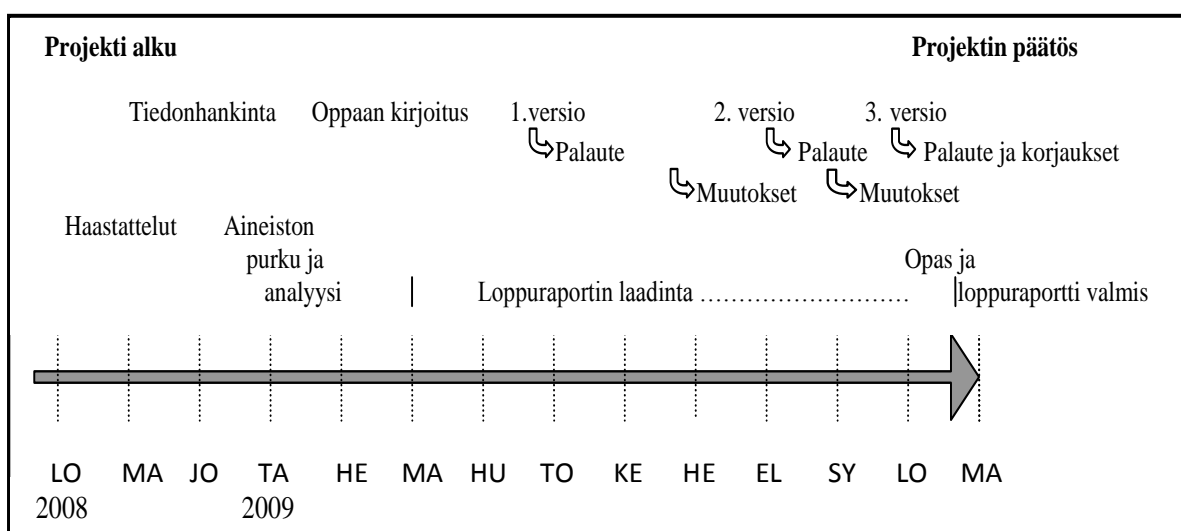 Projekti alku Projektin päätös
Tiedonhankinta Oppaan kirjoitus 1.versio 2. versio 3. versio
Palaute Palaute Palaute ja korjaukset
Muutokset Muutokset
Haastattelut Aineiston
purku ja Opas ja
analyysi Loppuraportin laadinta ……………………… loppuraportti valmis
LO MA JO TA HE MA HU TO KE HE EL SY LO MA
2008 2009